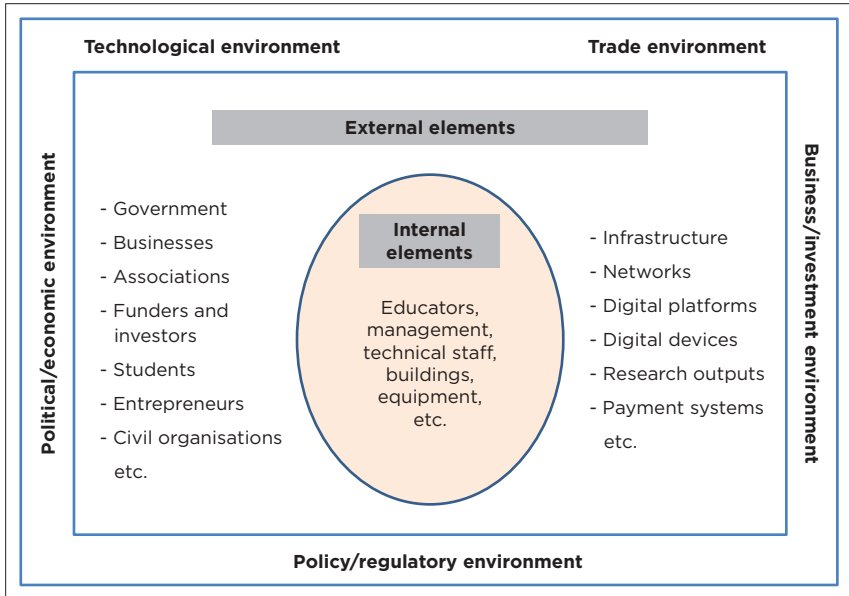 Technological environment
Trade environment
External elements
Political/economic environment
- Government
- Businesses
- Associations
- Funders and
investors
- Students
- Entrepreneurs
- Civil organisations
etc.
Internal
elements
Educators,
management,
technical staff,
buildings,
equipment,
etc.
- Infrastructure
- Networks
- Digital platforms
- Digital devices
- Research outputs
- Payment systems
etc.
Business/investment environment
Policy/regulatory environment